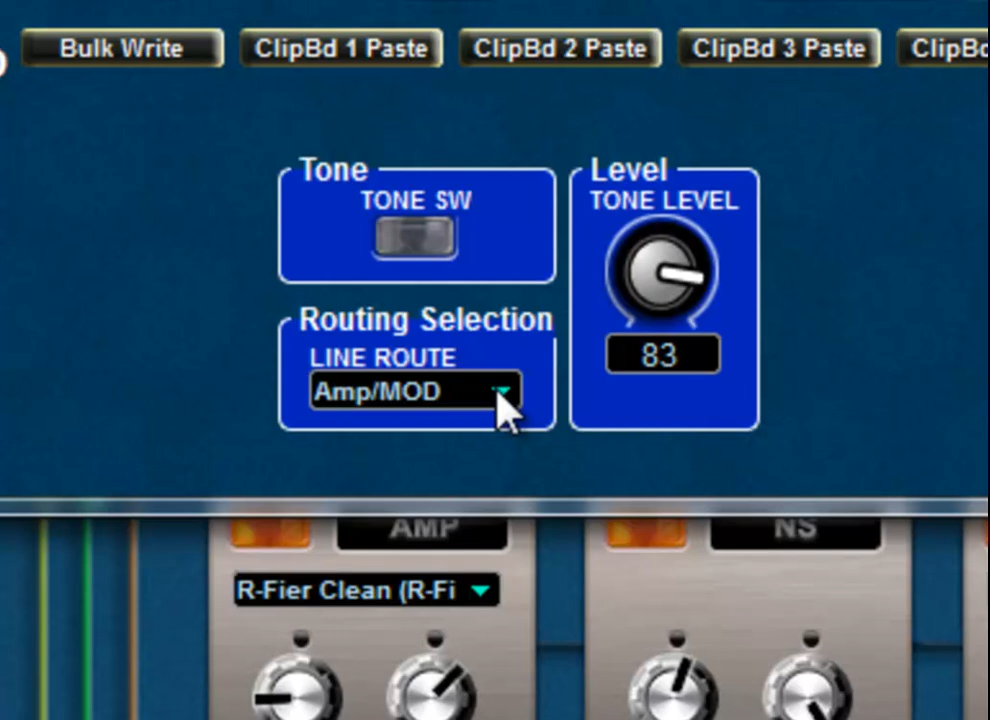 Bulk Write
ClipBd 1 Paste
ClipBd 2 Paste
ClipBd 3 Paste
Tone
TONE SW
Level
TONE LEVEL
83
Routing Selection
LINE ROUTE
Amp/MOD
AMP
NS
R-Fier Clean (R-Fi